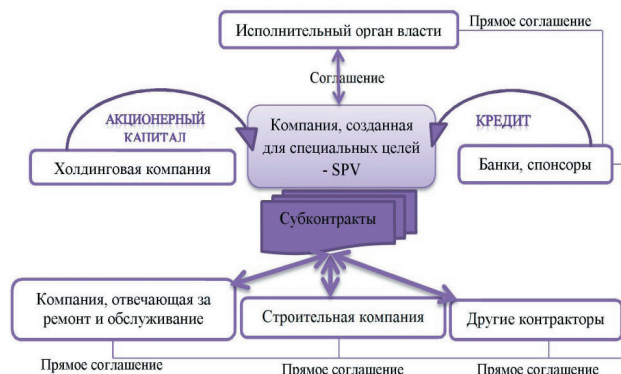 Прямое соглашение
Исполнительный орган власти
Соглашение
АКЦИОНЕРНЫЙ
КАПИТАЛ
Компания, созданная
для специальных целей
- SPV
КРЕДИТ
Холдинговая компания
Банки, спонсоры
Субконтракты
Компания, отвечающая за
ремонт и обслуживание
Строительная компания
Другие контракторы
Прямое соглашение
Прямое соглашение
Прямое соглашение